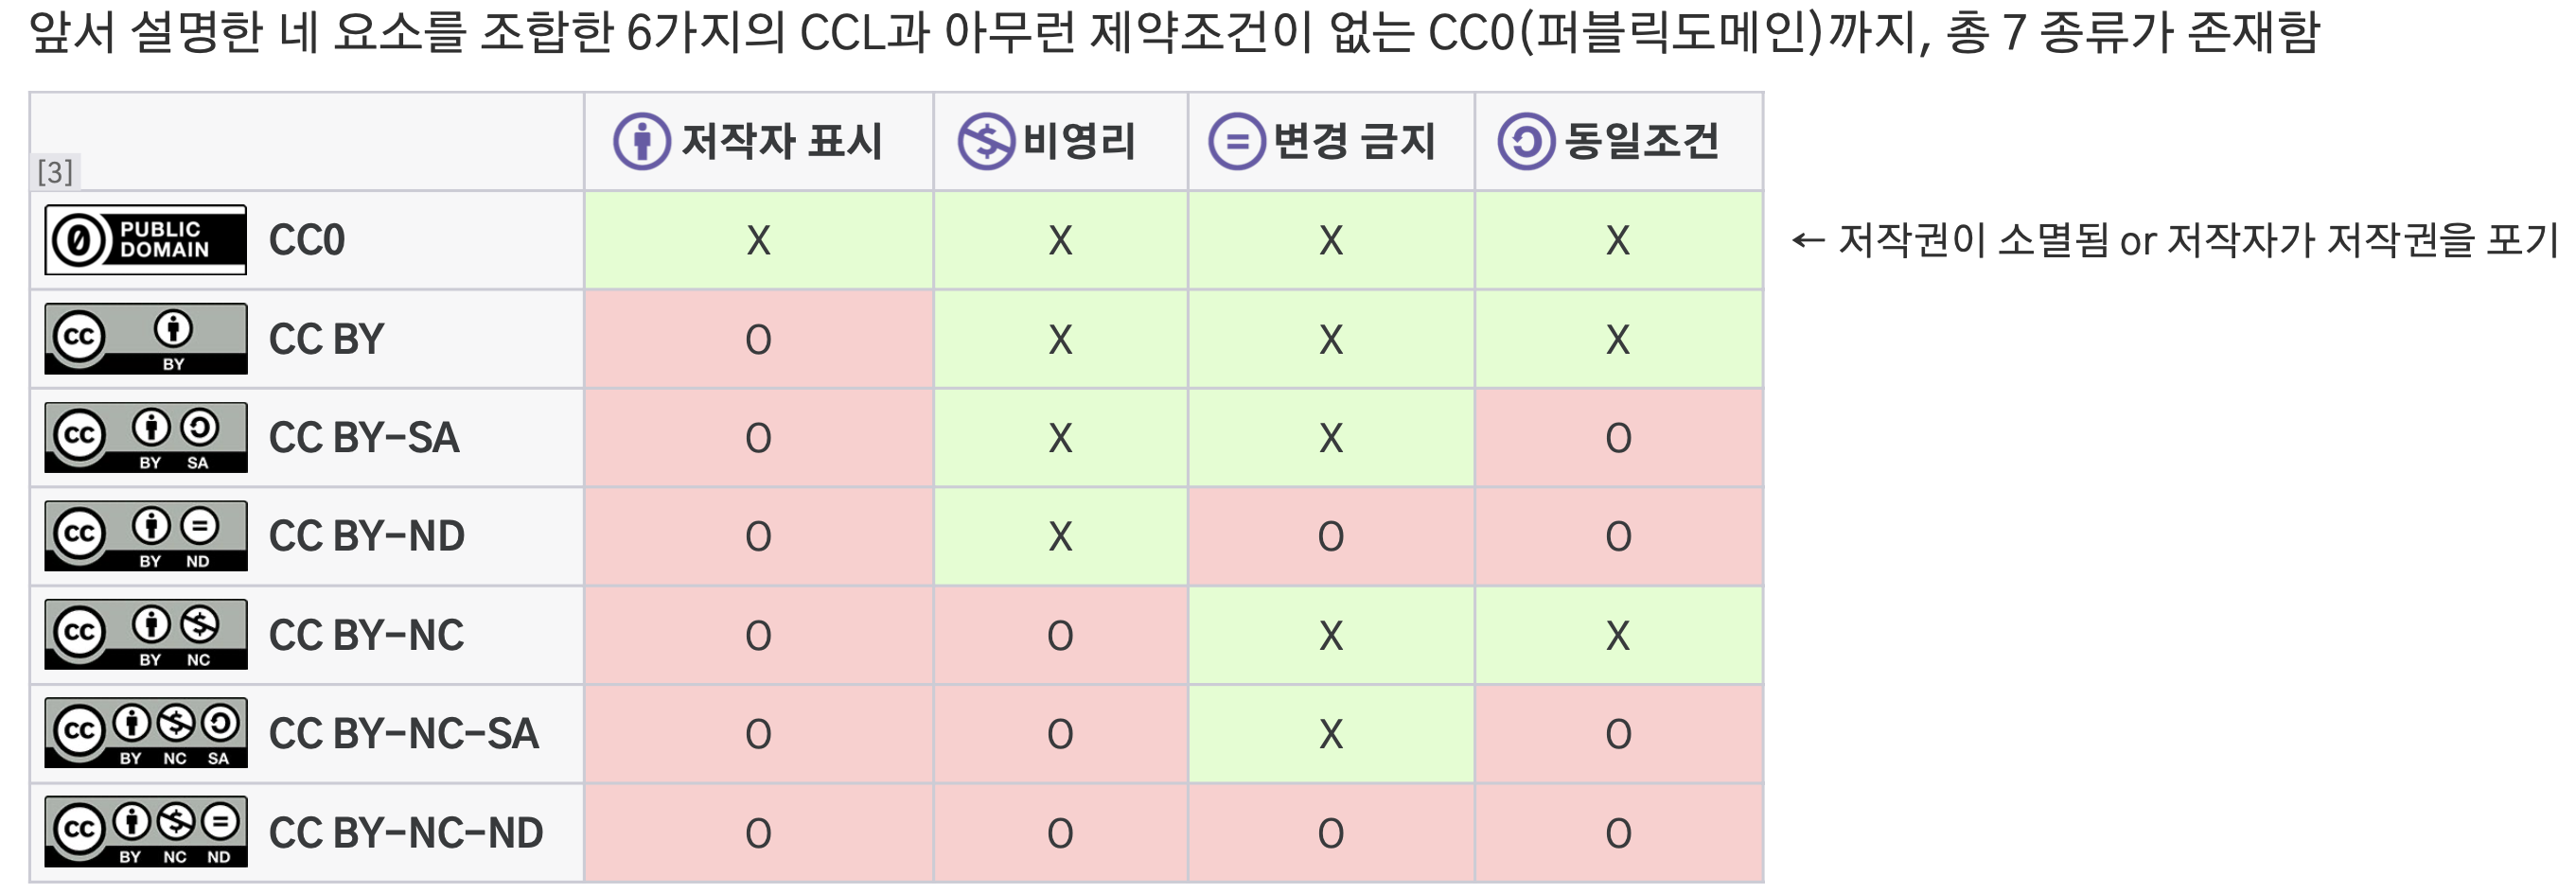 앞서 설명한 네 요소를 조합한 6가지의 CCL과 아무런 제약조건이 없는 CC0(퍼블릭도메인)까지, 총 7 종류가 존재함
[3] 저작자 표시 비영리 변경 금지 동일조건
PUBLIC DOMAIN CC0 X X X X ← 저작권이 소멸됨 or 저작자가 저작권을 포기
cc BY CC BY O X X X
cc BY SA CC BY-SA O X X O
cc BY ND CC BY-ND O X O O
cc BY NC CC BY-NC O O X X
cc BY NC SA CC BY-NC-SA O O X O
cc BY NC ND CC BY-NC-ND O O O O